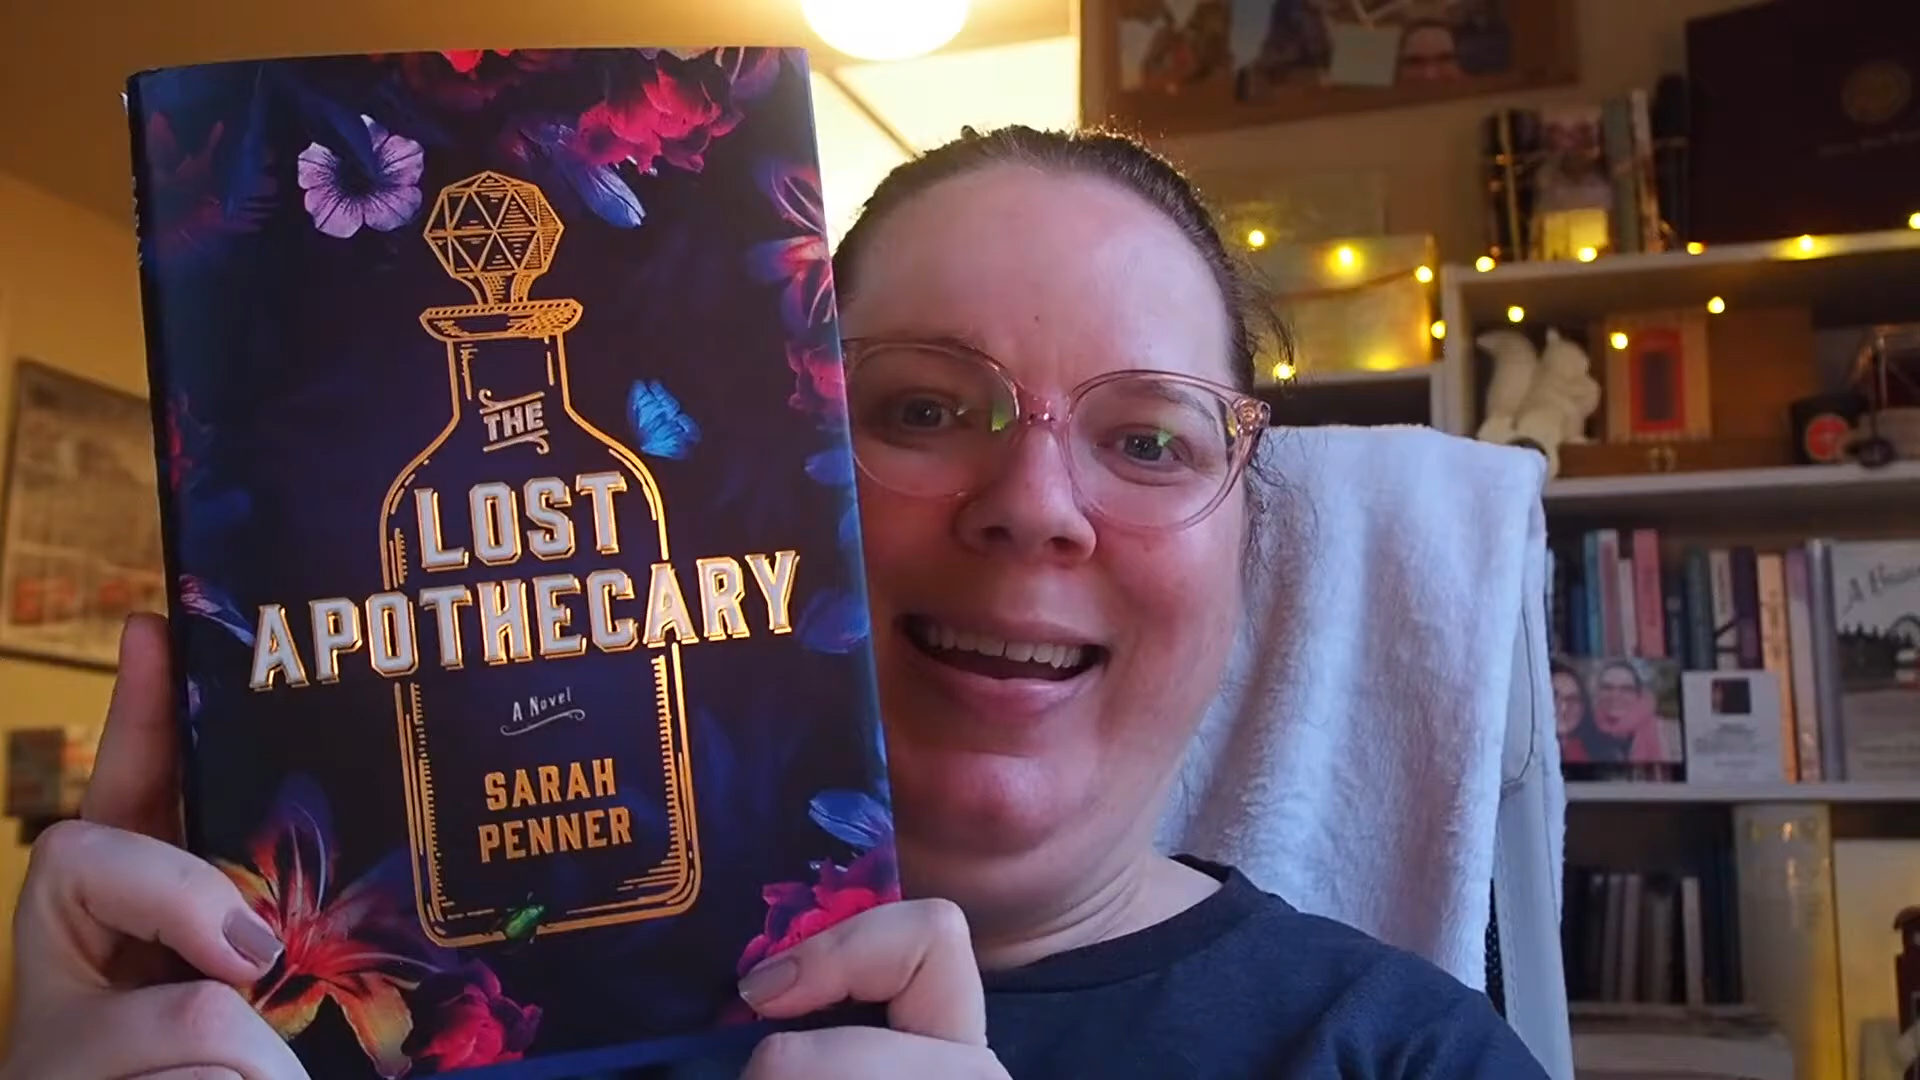 THE
LOST
APOTHECARY
A Novel
SARAH
PENNER